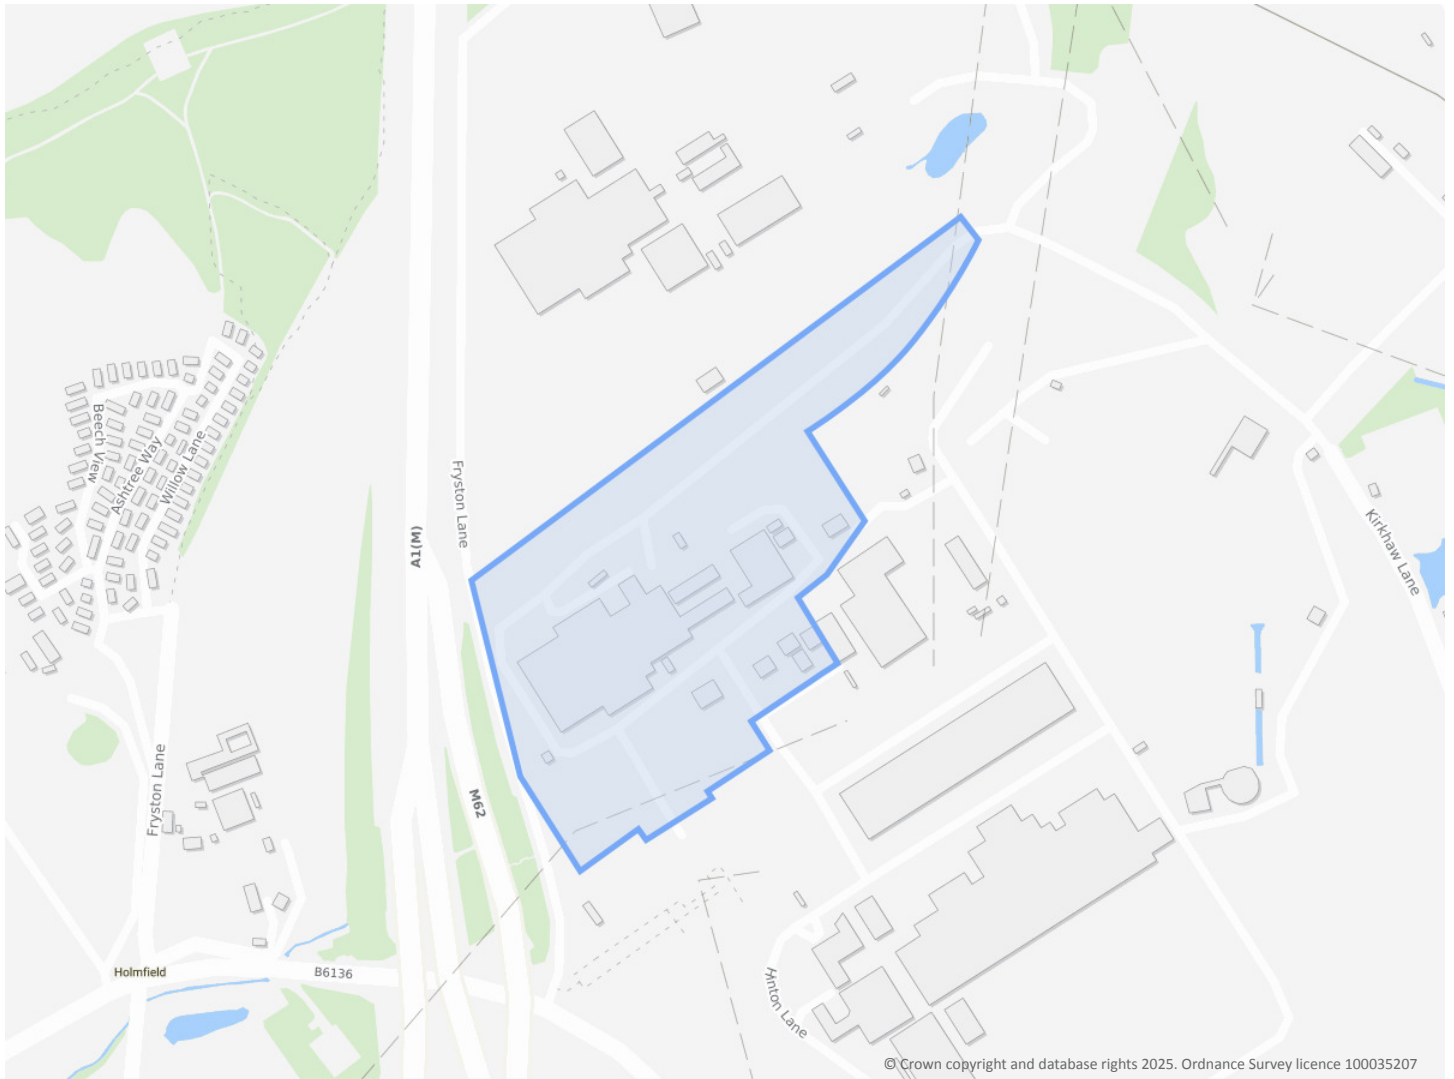 Beech View
Ashtree Way
Willow Lane
Fryston Lane
A1(M)
Kirkhaw Lane
Fryston Lane
M62
Holmfield
B6136
Hinton Lane
© Crown copyright and database rights 2025. Ordnance Survey licence 100035207